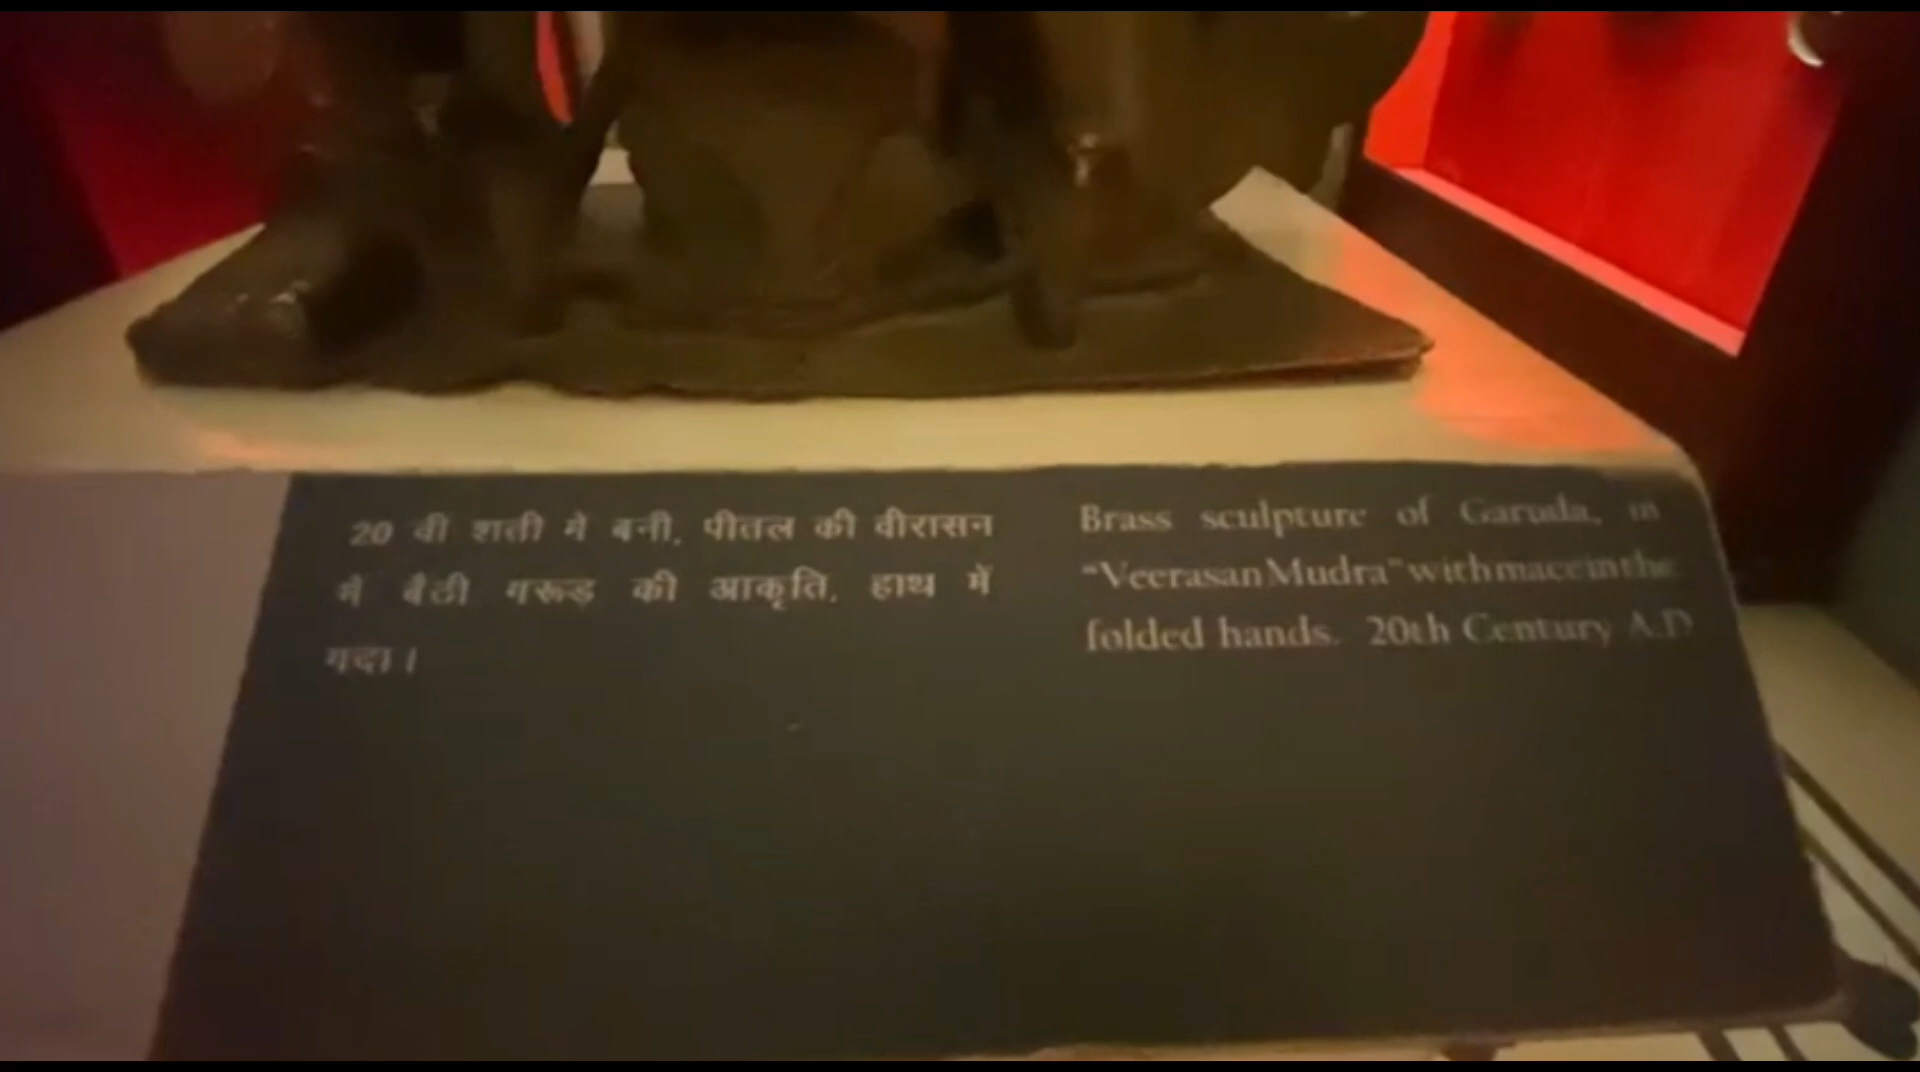 20 वीं शती में बनी, पीतल की वीरासन
में बैठी गरूड़ की आकृति, हाथ में
गदा।
Brass sculpture of Garuda, in
“Veerasan Mudra” with mace in the
folded hands. 20th Century A.D